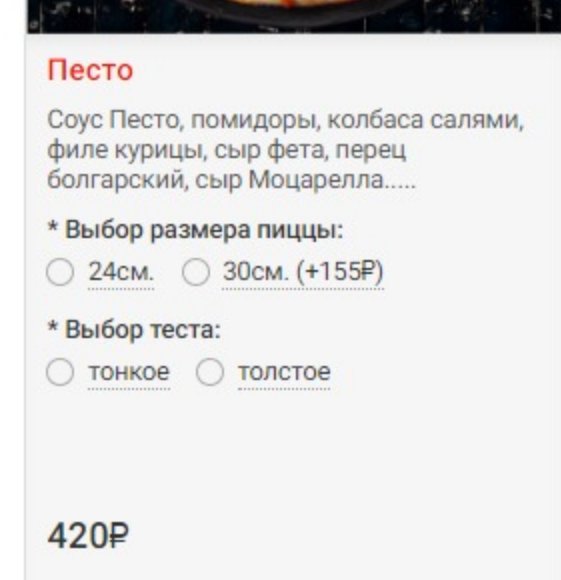 Песто
Соус Песто, помидоры, колбаса салями,
филе курицы, сыр фета, перец
болгарский, сыр Моцарелла.....
* Выбор размера пиццы:
24см. 30см. (+155₽)
* Выбор теста:
тонкое толстое
420₽